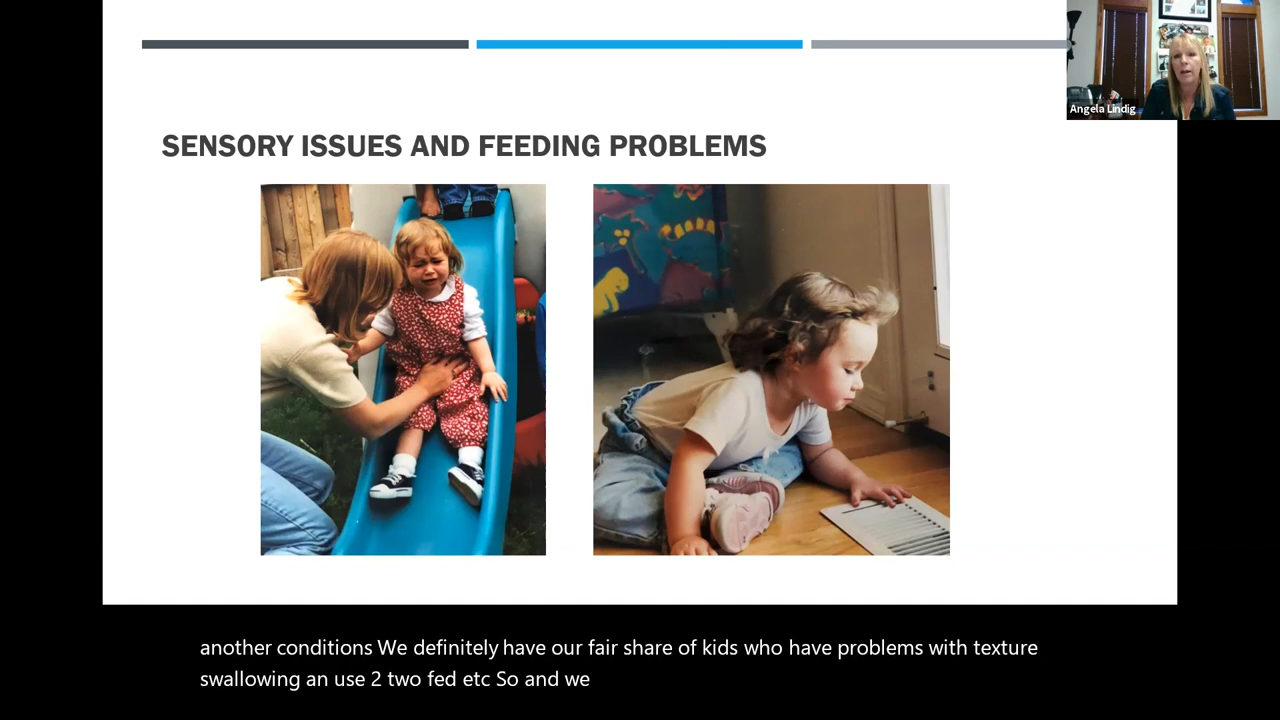 Angela Lindig
SENSORY ISSUES AND FEEDING PROBLEMS
another conditions We definitely have our fair share of kids who have problems with texture
swallowing an use 2 two fed etc So and we